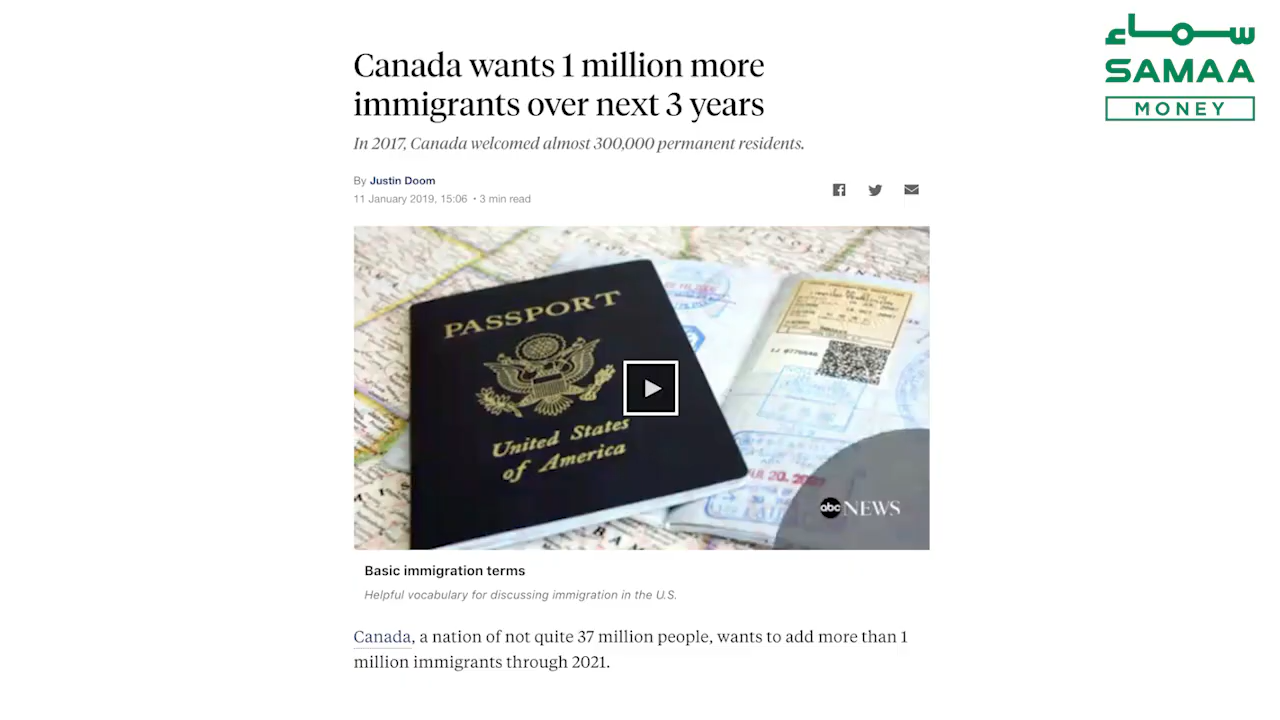 سماء
SAMAA
MONEY
Canada wants 1 million more
immigrants over next 3 years
In 2017, Canada welcomed almost 300,000 permanent residents.
By Justin Doom
11 January 2019, 15:06 • 3 min read
PASSPORT
United States
of America
abc NEWS
Basic immigration terms
Helpful vocabulary for discussing immigration in the U.S.
Canada, a nation of not quite 37 million people, wants to add more than 1
million immigrants through 2021.